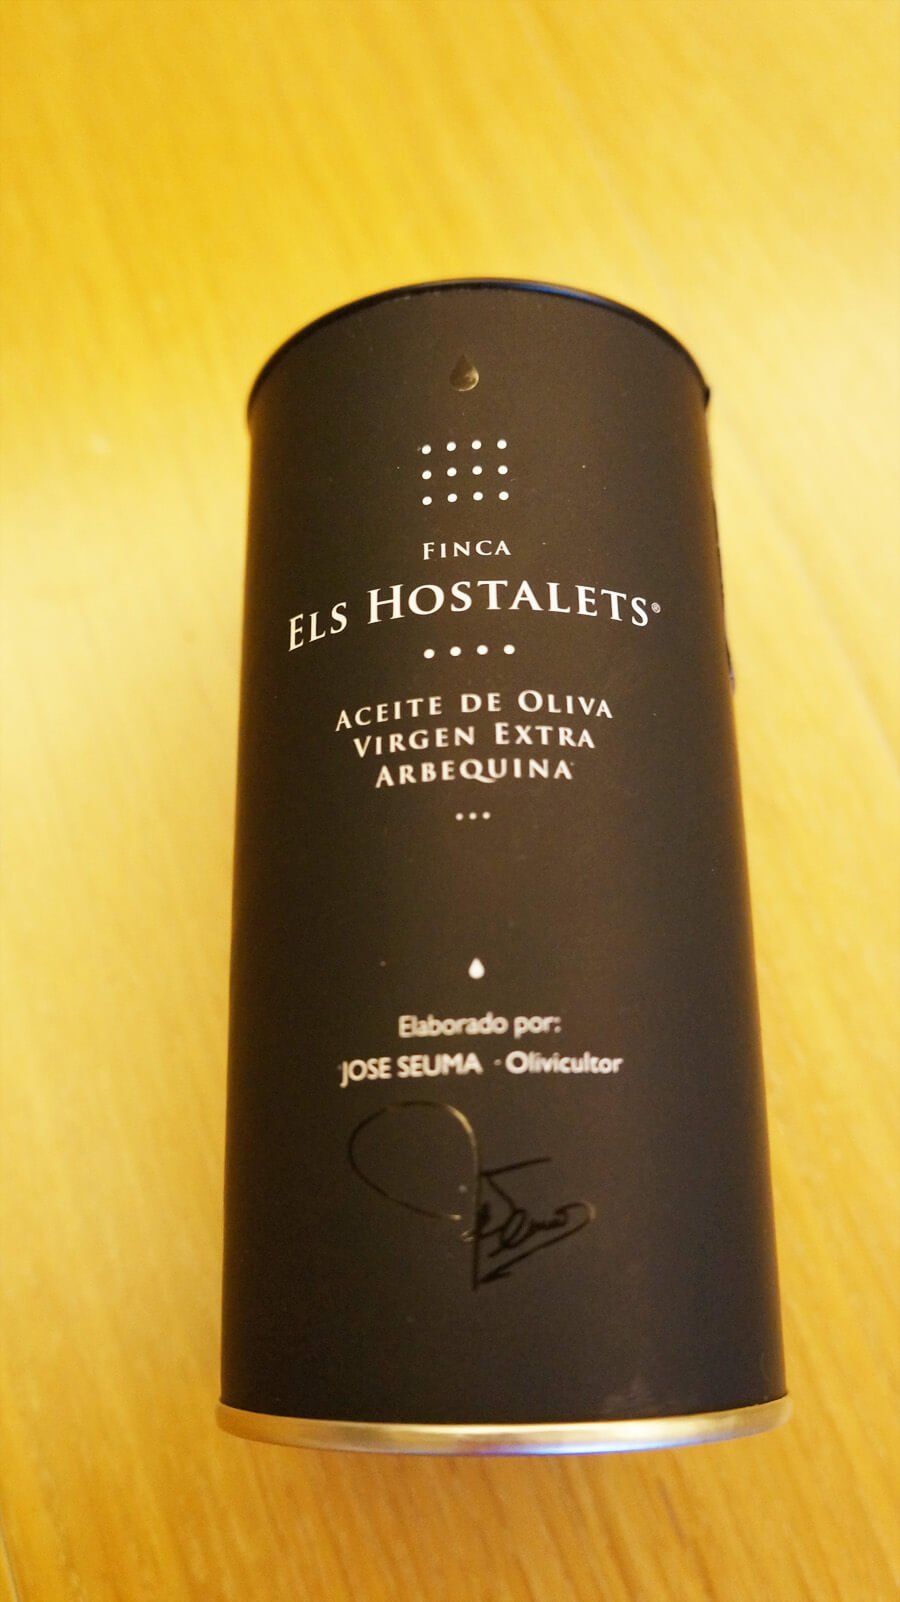 FINCA
ELS HOSTALETS®
ACEITE DE OLIVA
VIRGEN EXTRA
ARBEQUINA
Elaborado por:
JOSE SEUMA · Olivicultor